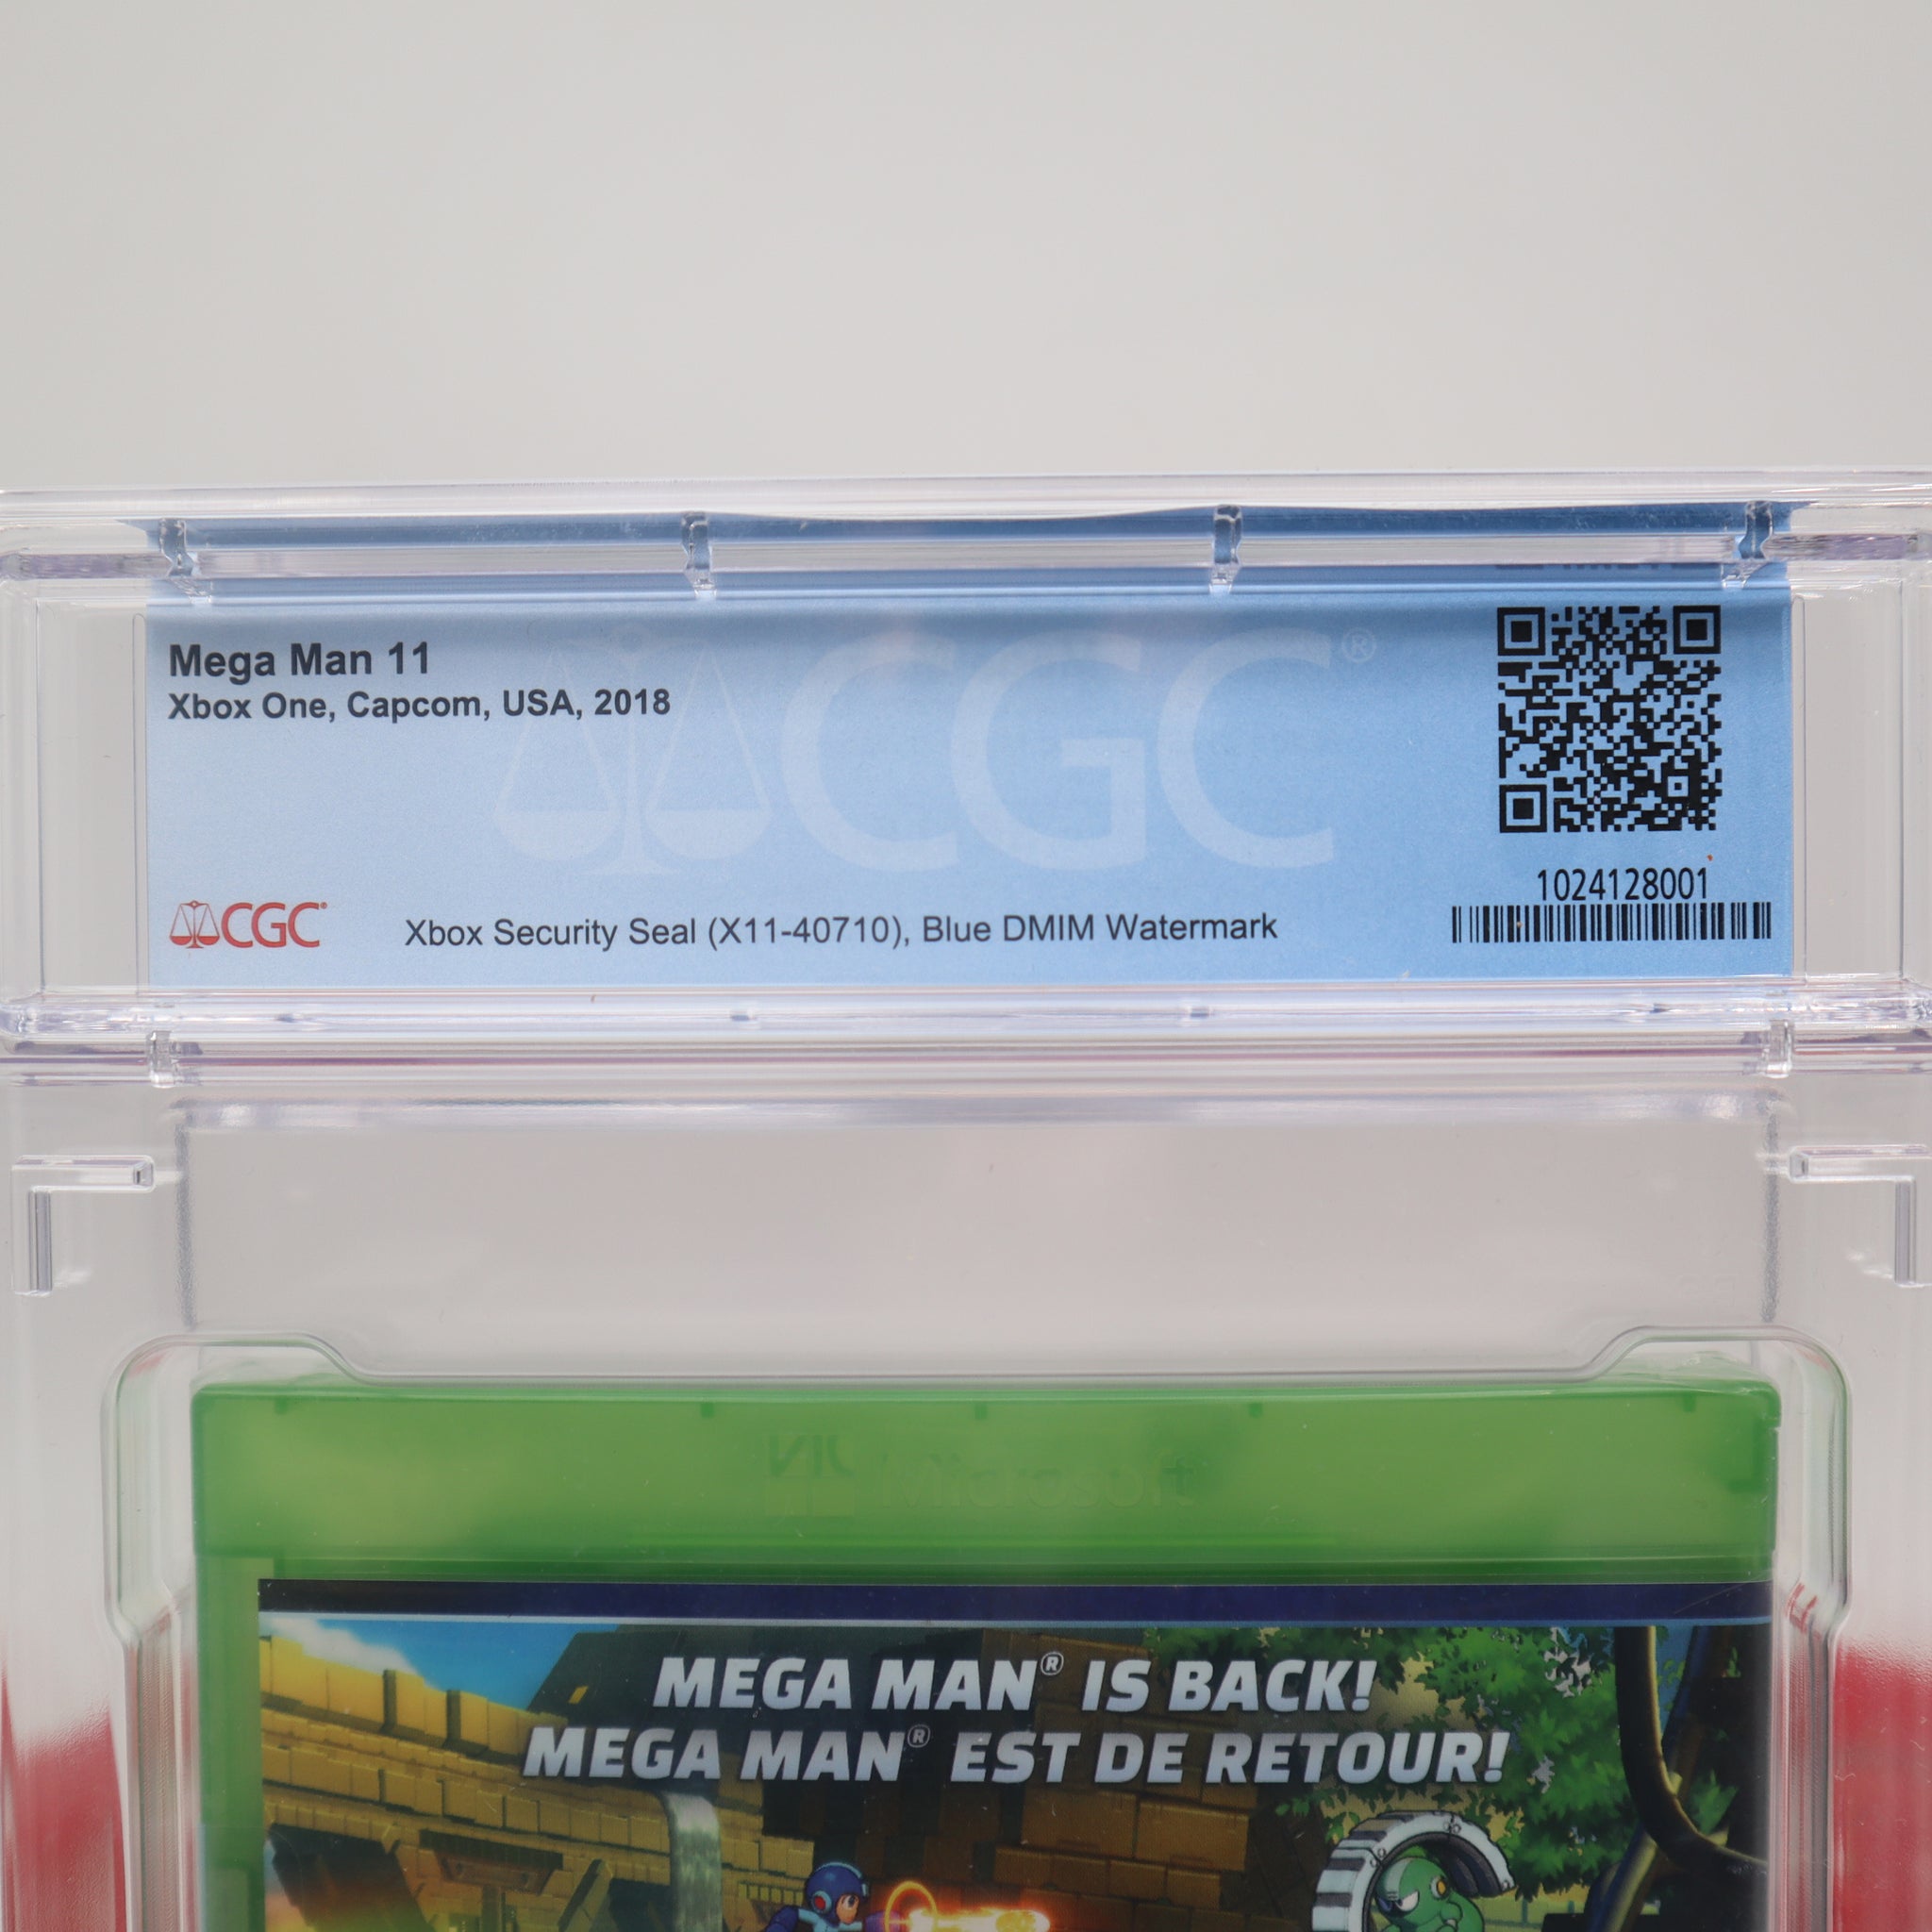 CGC®
Mega Man 11
Xbox One, Capcom, USA, 2018
1024128001
CGC®
Xbox Security Seal (X11-40710), Blue DMIM Watermark
Microsoft
MEGA MAN® IS BACK!
MEGA MAN® EST DE RETOUR!